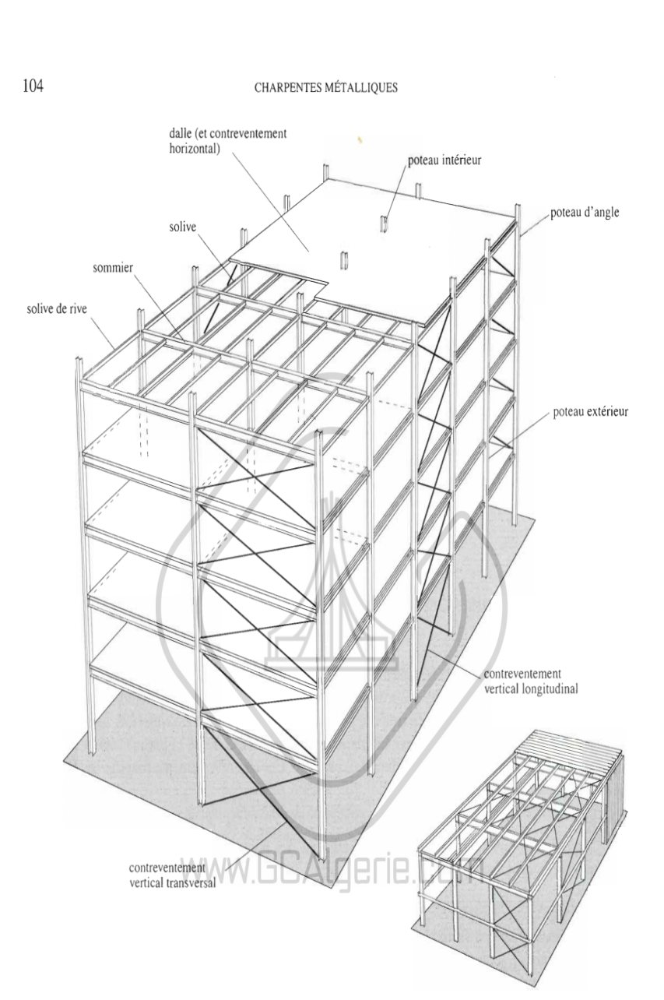 104
CHARPENTES MÉTALLIQUES
dalle (et contreventement
horizontal)
poteau intérieur
poteau d'angle
solive
sommier
solive de rive
poteau extérieur
contreventement
vertical longitudinal
contreventement
vertical transversal
www.GCAlgerie.com